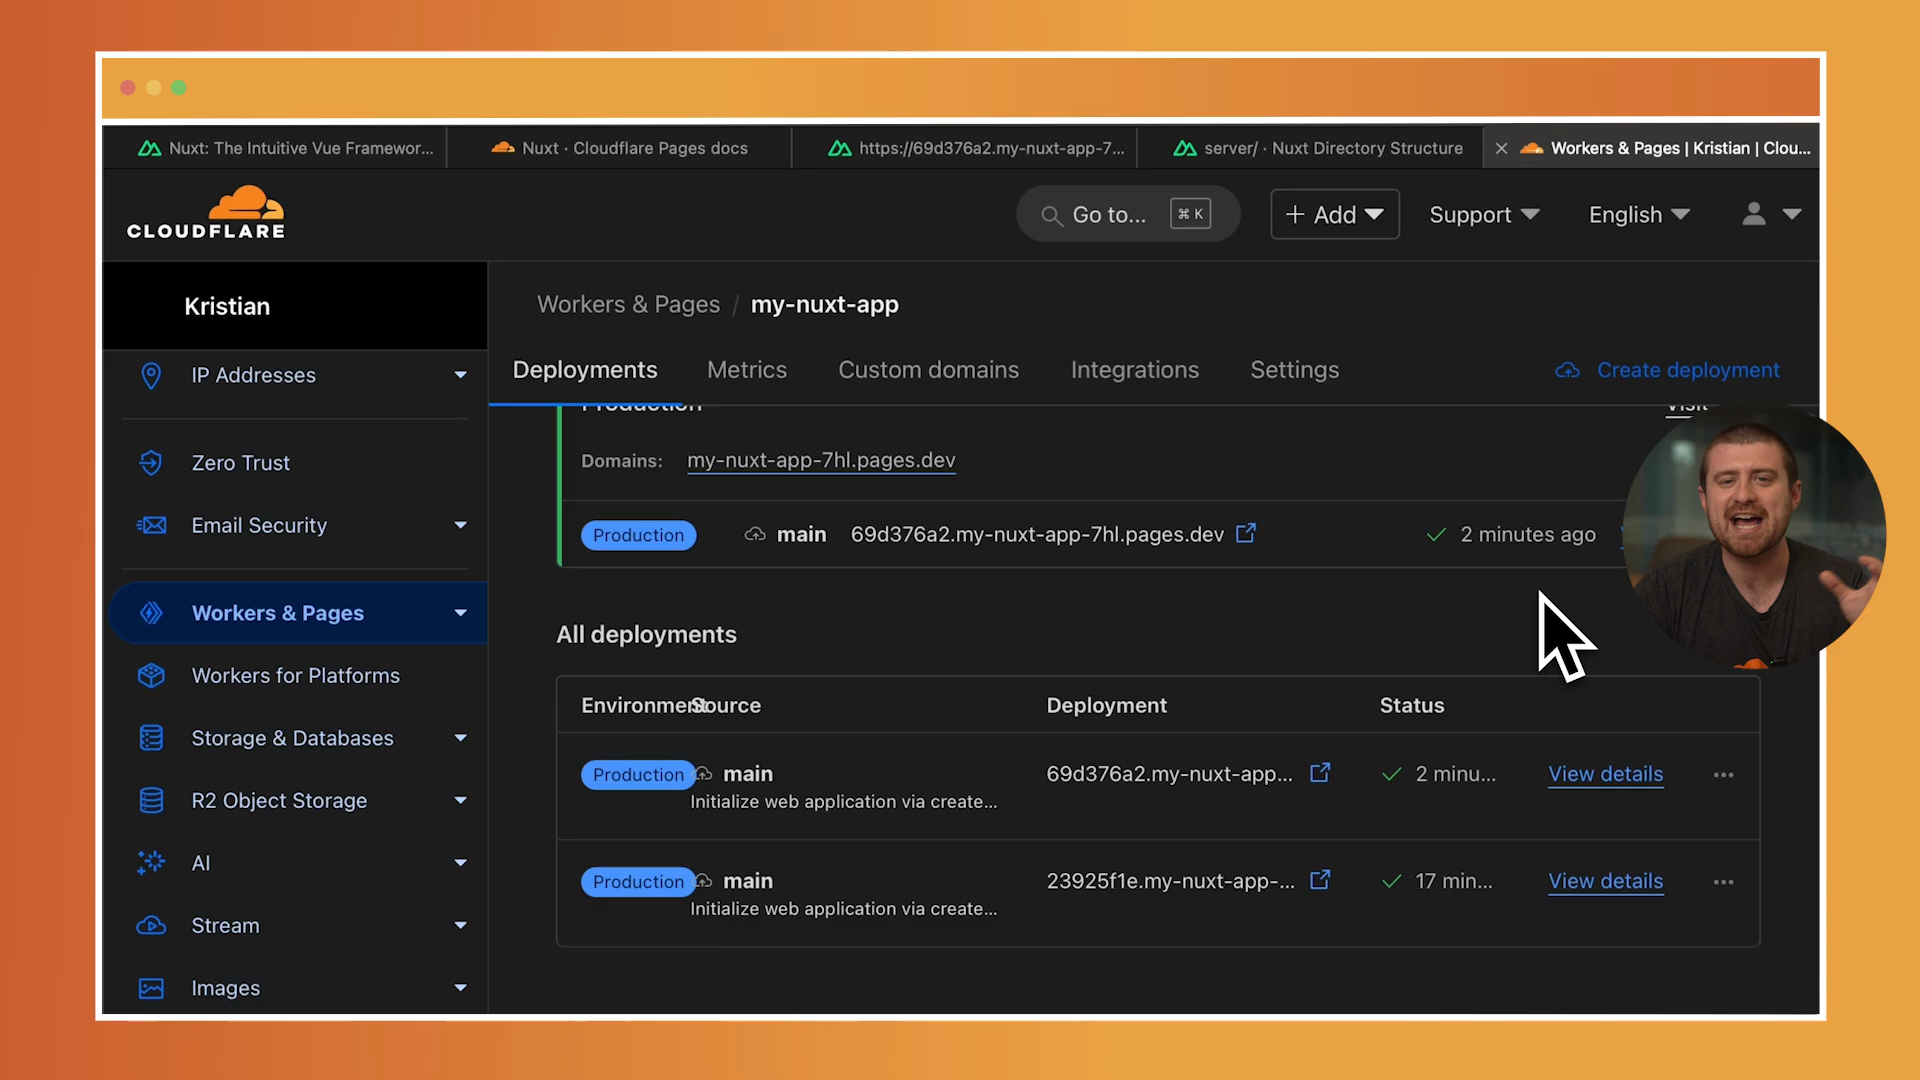 Nuxt: The Intuitive Vue Framewor...
Nuxt · Cloudflare Pages docs
https://69d376a2.my-nuxt-app-7...
server/ · Nuxt Directory Structure
Workers & Pages | Kristian | Clou...
CLOUDFLARE
Go to... ⌘ K
+ Add
Support
English
Kristian
Workers & Pages / my-nuxt-app
IP Addresses
Deployments
Metrics
Custom domains
Integrations
Settings
Create deployment
Production
Visit
Domains: my-nuxt-app-7hl.pages.dev
Zero Trust
Email Security
Production main 69d376a2.my-nuxt-app-7hl.pages.dev 2 minutes ago
Workers & Pages
All deployments
Workers for Platforms
Environment Source Deployment Status
Storage & Databases
Production main 69d376a2.my-nuxt-app... 2 minu... View details ...
Initialize web application via create...
R2 Object Storage
AI
Production main 23925f1e.my-nuxt-app-... 17 min... View details ...
Initialize web application via create...
Stream
Images